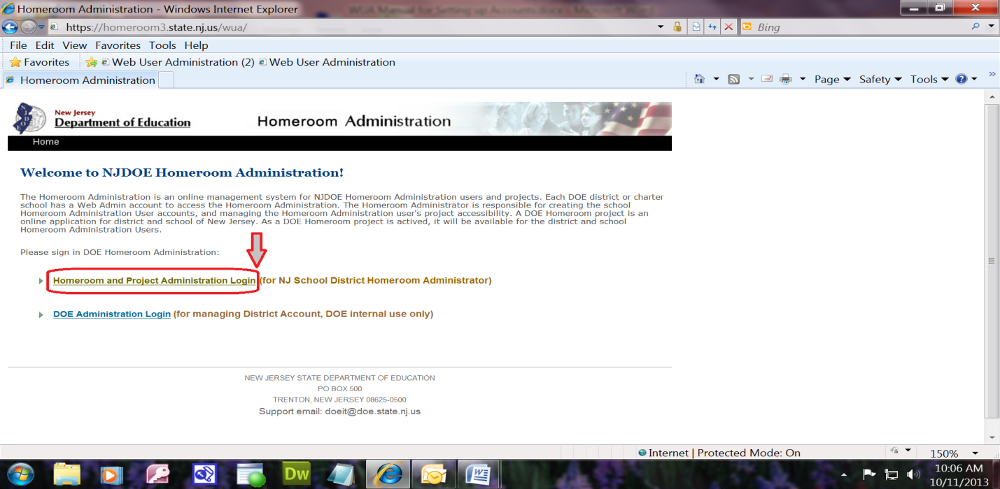 Homeroom Administration - Windows Internet Explorer
WUA Manual for Setting up Accounts.docx - Microsoft Word
https://homeroom3.state.nj.us/wua/
Bing
File Edit View Favorites Tools Help
Favorites Web User Administration (2) Web User Administration
Homeroom Administration
Page Safety Tools
New Jersey
Department of Education
Homeroom Administration
Home
Welcome to NJDOE Homeroom Administration!
The Homeroom Administration is an online management system for NJDOE Homeroom Administration users and projects. Each DOE district or charter
school has a Web Admin account to access the Homeroom Administration. The Homeroom Administrator is responsible for creating the school
Homeroom Administration User accounts, and managing the Homeroom Administration user's project accessibility. A DOE Homeroom project is an
online application for district and school of New Jersey. As a DOE Homeroom project is actived, it will be available for the district and school
Homeroom Administration Users.
Please sign in DOE Homeroom Administration:
Homeroom and Project Administration Login (for NJ School District Homeroom Administrator)
DOE Administration Login (for managing District Account, DOE internal use only)
NEW JERSEY STATE DEPARTMENT OF EDUCATION
PO BOX 500
TRENTON, NEW JERSEY 08625-0500
Support email: doeit@doe.state.nj.us
Internet | Protected Mode: On
150%
Dw
10:06 AM
10/11/2013